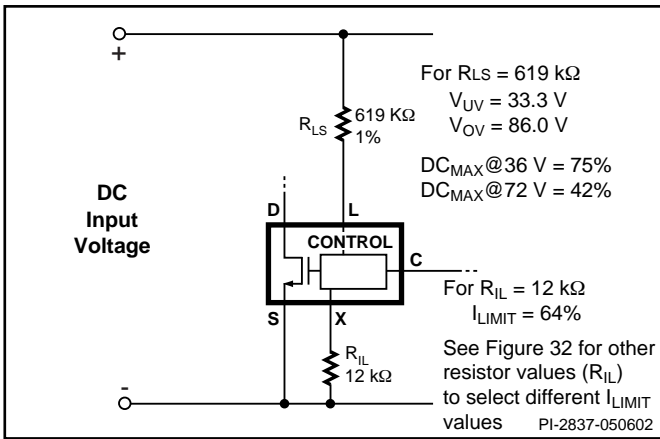 +
For RLS = 619 kΩ
VUV = 33.3 V
VOV = 86.0 V
DCMAX@36 V = 75%
DCMAX@72 V = 42%
RLS
619 KΩ
1%
DC
Input
Voltage
D
L
CONTROL
C
S
X
For RIL = 12 kΩ
ILIMIT = 64%
RIL
12 kΩ
See Figure 32 for other
resistor values (RIL)
to select different ILIMIT
values
PI-2837-050602
-